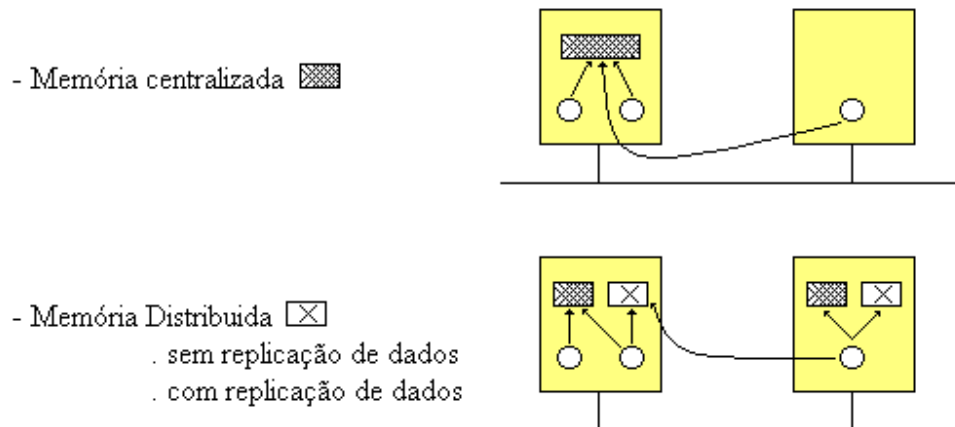 - Memória centralizada
- Memória Distribuida
. sem replicação de dados
. com replicação de dados